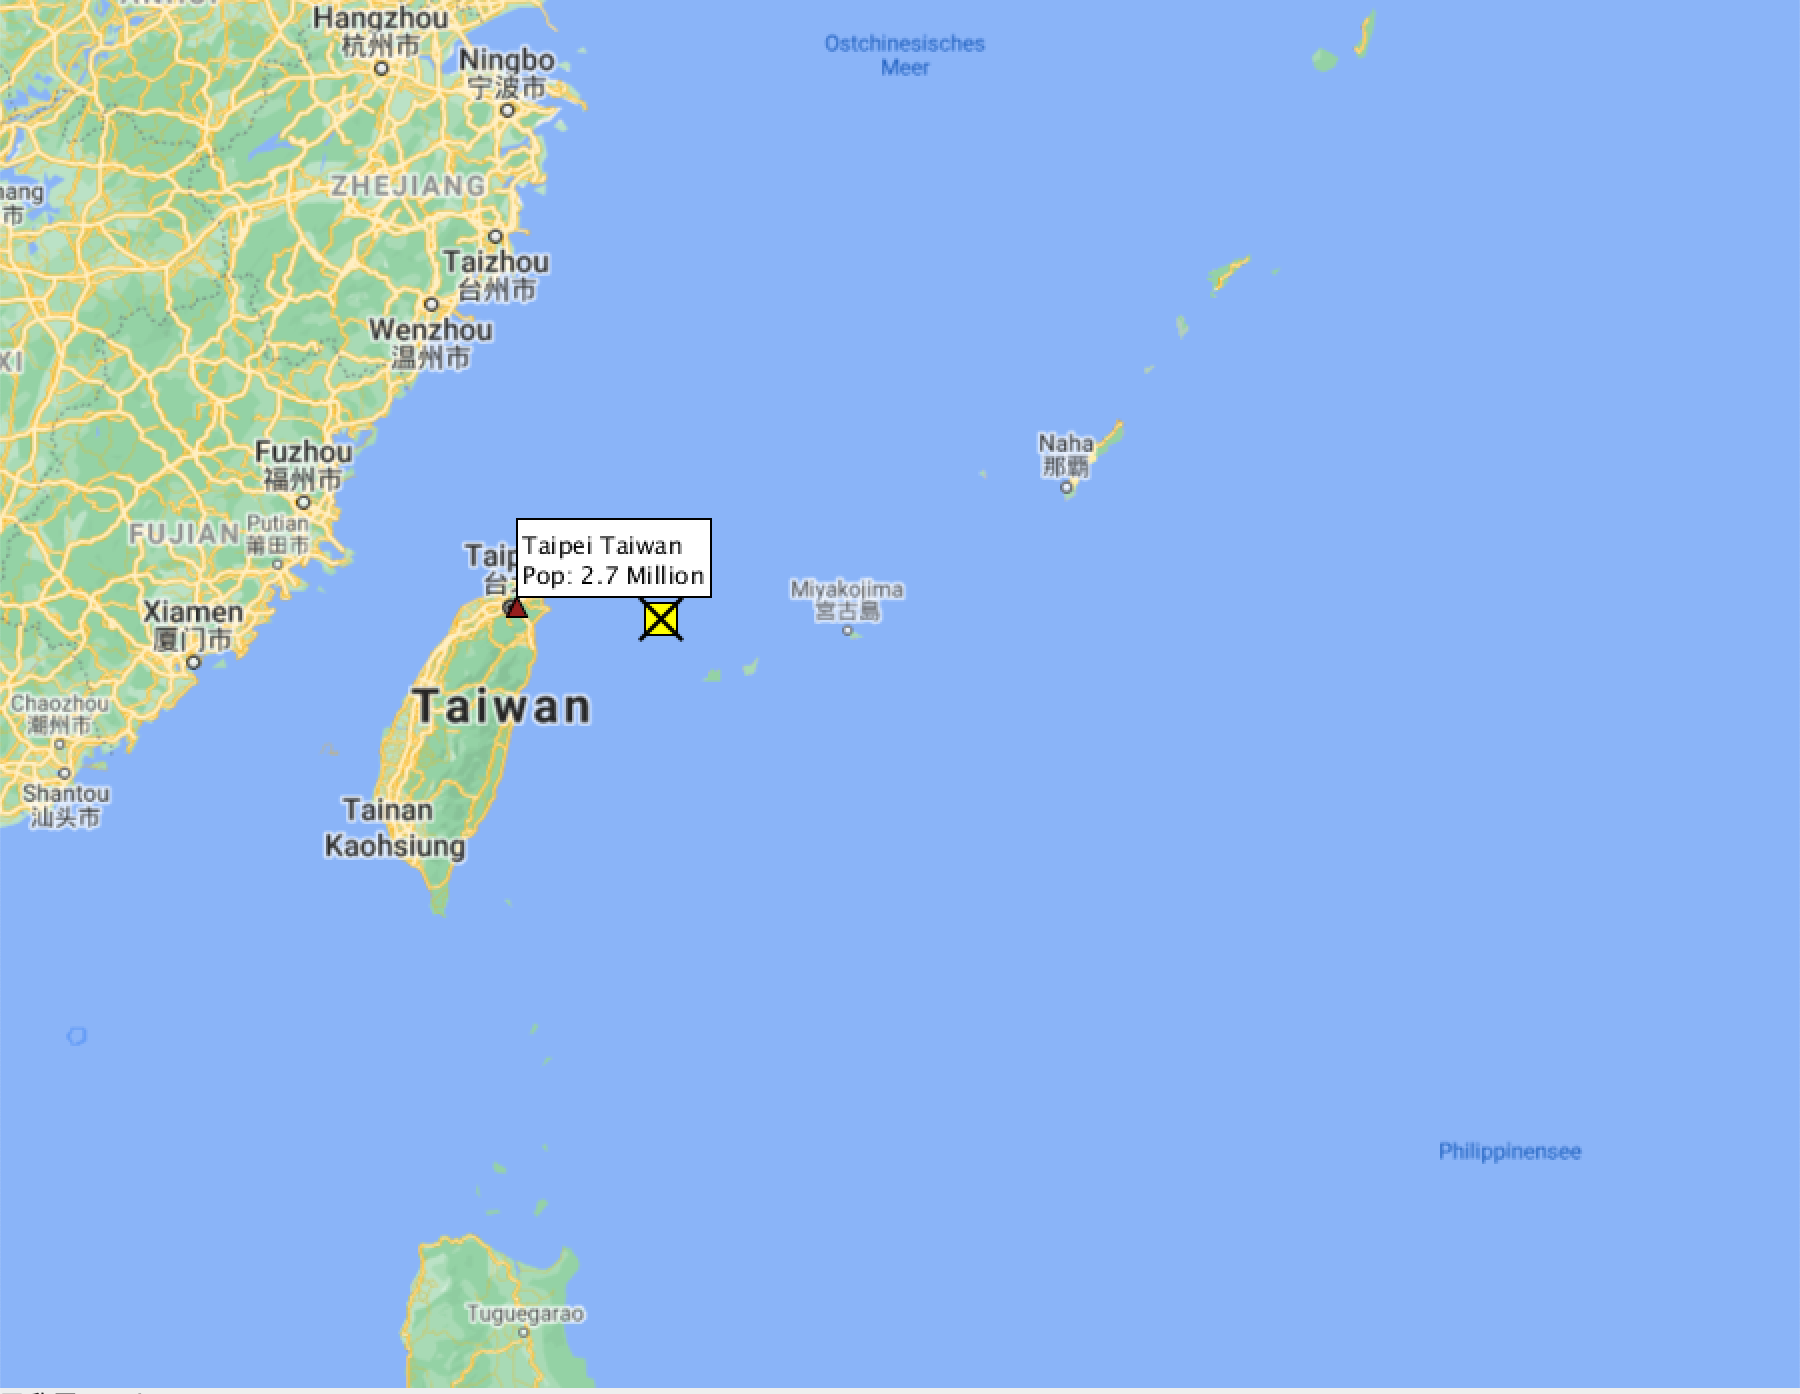 Hangzhou
杭州市
Ningbo
宁波市
Ostchinesisches
Meer
ZHEJIANG
市
Taizhou
台州市
Wenzhou
温州市
XI
Fuzhou
福州市
Naha
那覇
FUJIAN
Putian
莆田市
Taipei Taiwan
Pop: 2.7 Million
Miyakojima
宮古島
Xiamen
厦门市
Taiwan
Chaozhou
潮州市
Shantou
汕头市
Tainan
Kaohsiung
Philippinensee
Tuguegarao